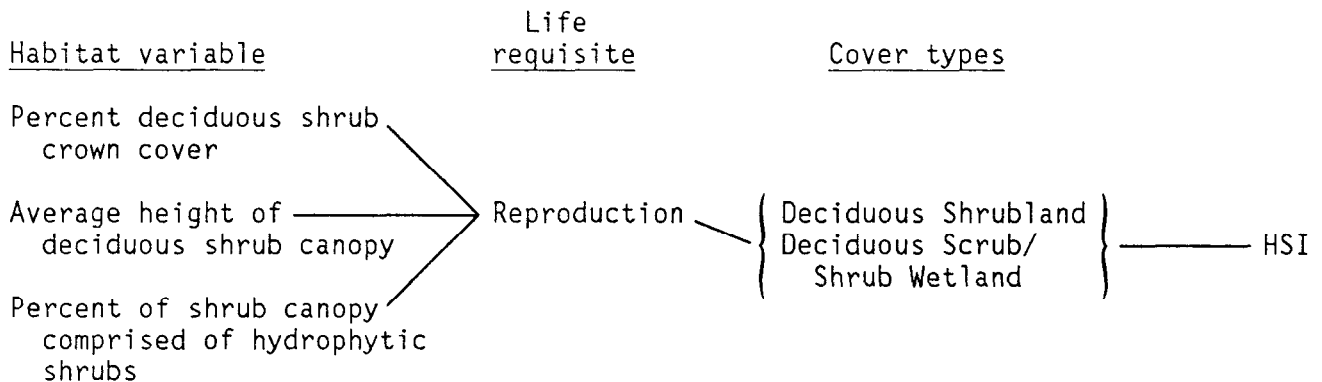 Habitat variable
Life
requisite
Cover types
Percent deciduous shrub
crown cover
Average height of
deciduous shrub canopy
Percent of shrub canopy
comprised of hydrophytic
shrubs
Reproduction
Deciduous Shrubland
Deciduous Scrub/
Shrub Wetland
HSI